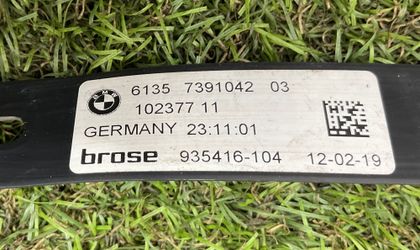 6135 7391042 03
102377 11
GERMANY 23:11:01
brose 935416-104 12-02-19